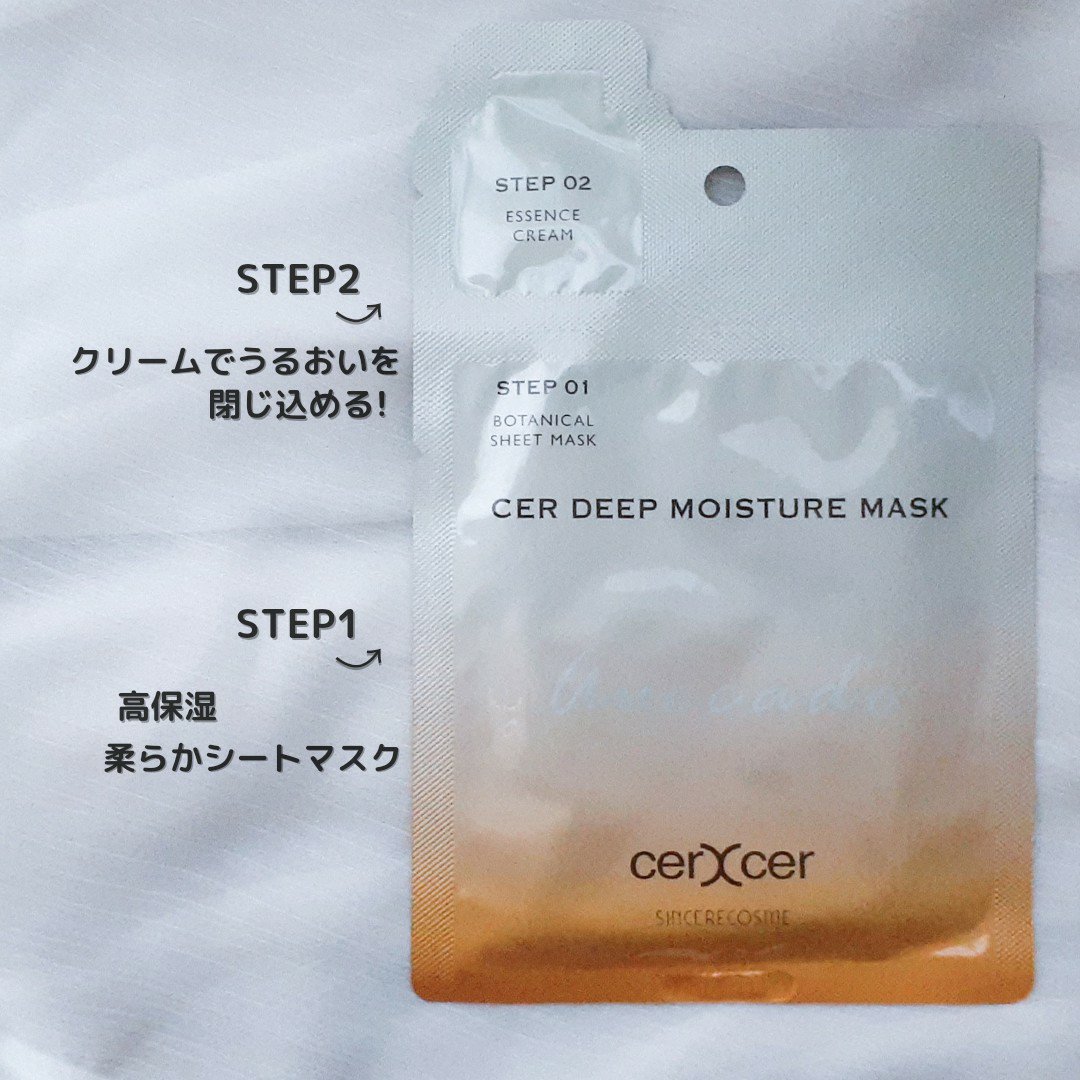 STEP 02
ESSENCE
CREAM
STEP2
クリームでうるおいを
閉じ込める!
STEP 01
BOTANICAL
SHEET MASK
CER DEEP MOISTURE MASK
STEP1
高保湿
柔らかシートマスク
cerXcer
SINCERECOSME